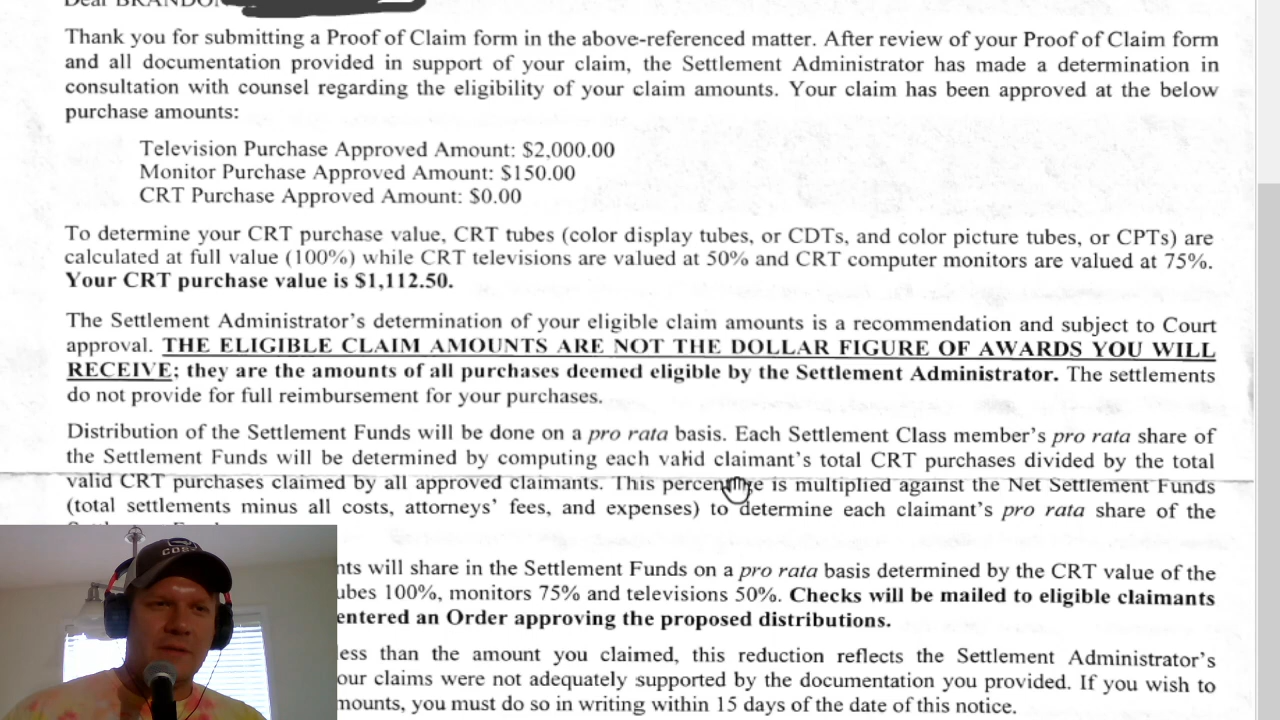 Dear BRANDON
Thank you for submitting a Proof of Claim form in the above-referenced matter. After review of your Proof of Claim form
and all documentation provided in support of your claim, the Settlement Administrator has made a determination in
consultation with counsel regarding the eligibility of your claim amounts. Your claim has been approved at the below
purchase amounts:
Television Purchase Approved Amount: $2,000.00
Monitor Purchase Approved Amount: $150.00
CRT Purchase Approved Amount: $0.00
To determine your CRT purchase value, CRT tubes (color display tubes, or CDTs, and color picture tubes, or CPTs) are
calculated at full value (100%) while CRT televisions are valued at 50% and CRT computer monitors are valued at 75%.
Your CRT purchase value is $1,112.50.
The Settlement Administrator's determination of your eligible claim amounts is a recommendation and subject to Court
approval. THE ELIGIBLE CLAIM AMOUNTS ARE NOT THE DOLLAR FIGURE OF AWARDS YOU WILL
RECEIVE; they are the amounts of all purchases deemed eligible by the Settlement Administrator. The settlements
do not provide for full reimbursement for your purchases.
Distribution of the Settlement Funds will be done on a pro rata basis. Each Settlement Class member's pro rata share of
the Settlement Funds will be determined by computing each valid claimant's total CRT purchases divided by the total
valid CRT purchases claimed by all approved claimants. This percentage is multiplied against the Net Settlement Funds
(total settlements minus all costs, attorneys' fees, and expenses) to determine each claimant's pro rata share of the
nts will share in the Settlement Funds on a pro rata basis determined by the CRT value of the
ubes 100%, monitors 75% and televisions 50%. Checks will be mailed to eligible claimants
entered an Order approving the proposed distributions.
less than the amount you claimed, this reduction reflects the Settlement Administrator's
our claims were not adequately supported by the documentation you provided. If you wish to
mounts, you must do so in writing within 15 days of the date of this notice.